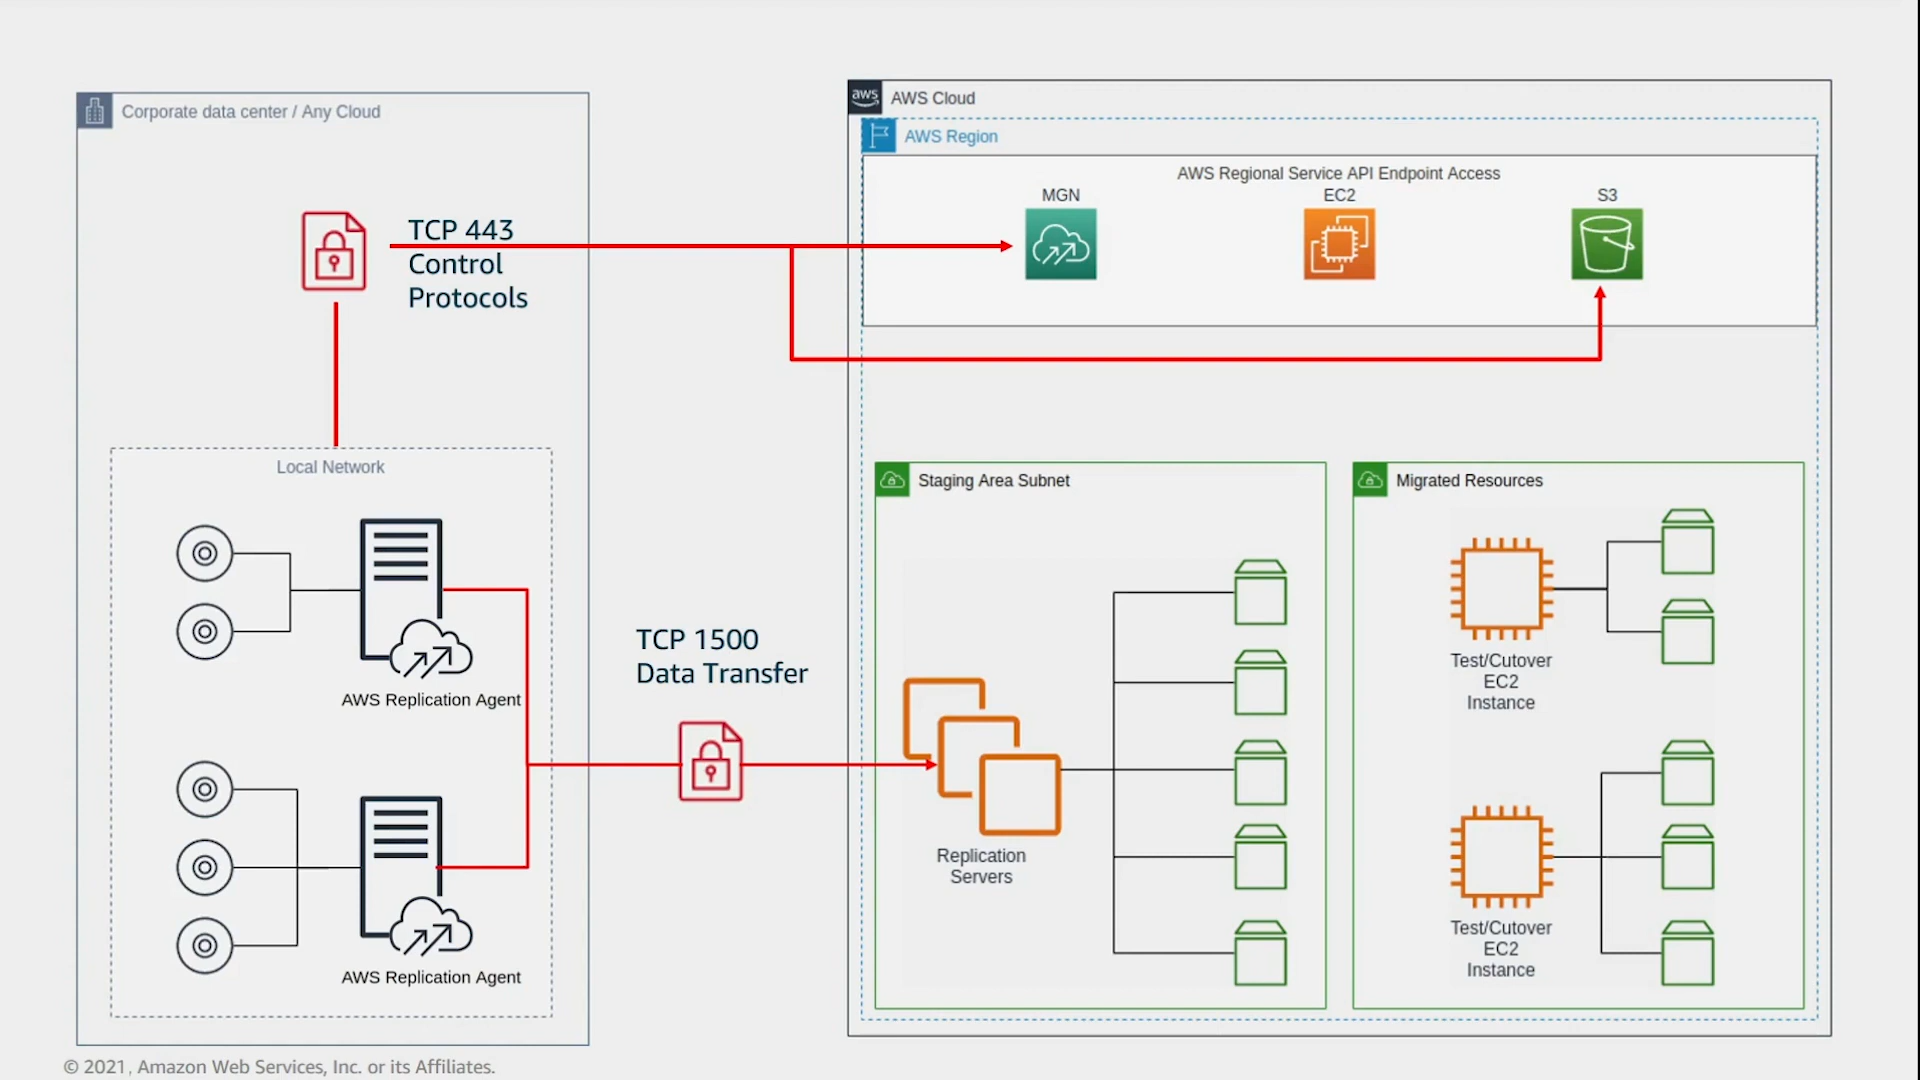 Corporate data center / Any Cloud
TCP 443
Control
Protocols
Local Network
AWS Replication Agent
AWS Replication Agent
TCP 1500
Data Transfer
aws
AWS Cloud
AWS Region
AWS Regional Service API Endpoint Access
MGN
EC2
S3
Staging Area Subnet
Replication
Servers
Migrated Resources
Test/Cutover
EC2
Instance
Test/Cutover
EC2
Instance
© 2021, Amazon Web Services, Inc. or its Affiliates.